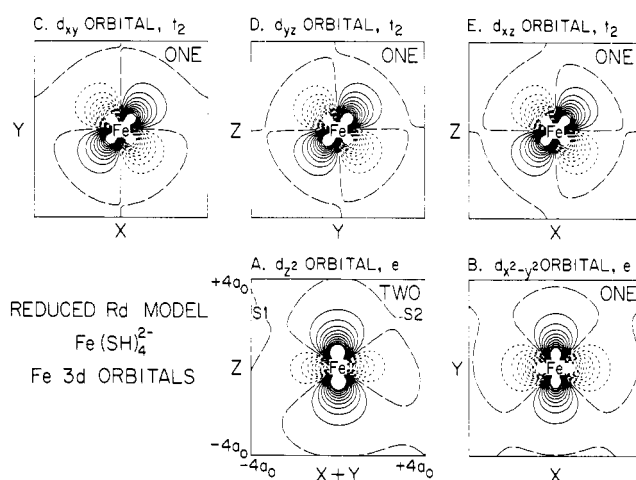 C. dxy ORBITAL, t2
D. dyz ORBITAL, t2
E. dxz ORBITAL, t2
ONE
ONE
ONE
Y
Fe
Z
Fe
Z
Fe
X
Y
X
A. dz2 ORBITAL, e
B. dx2-y2 ORBITAL, e
+4a0
TWO
ONE
S1
S2
REDUCED Rd MODEL
Fe(SH)4 2-
Fe 3d ORBITALS
Z
Fe
Y
Fe
-4a0
-4a0
X+Y
+4a0
X